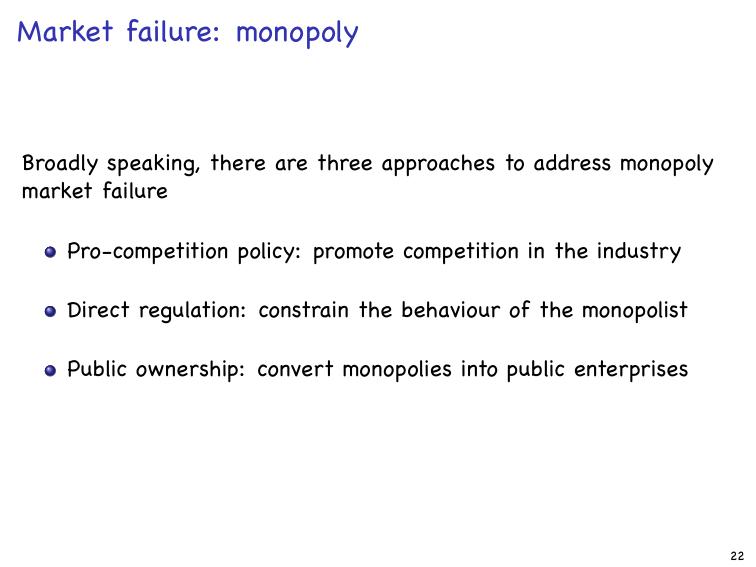 Market failure: monopoly
Broadly speaking, there are three approaches to address monopoly
market failure
Pro-competition policy: promote competition in the industry
Direct regulation: constrain the behaviour of the monopolist
Public ownership: convert monopolies into public enterprises
22